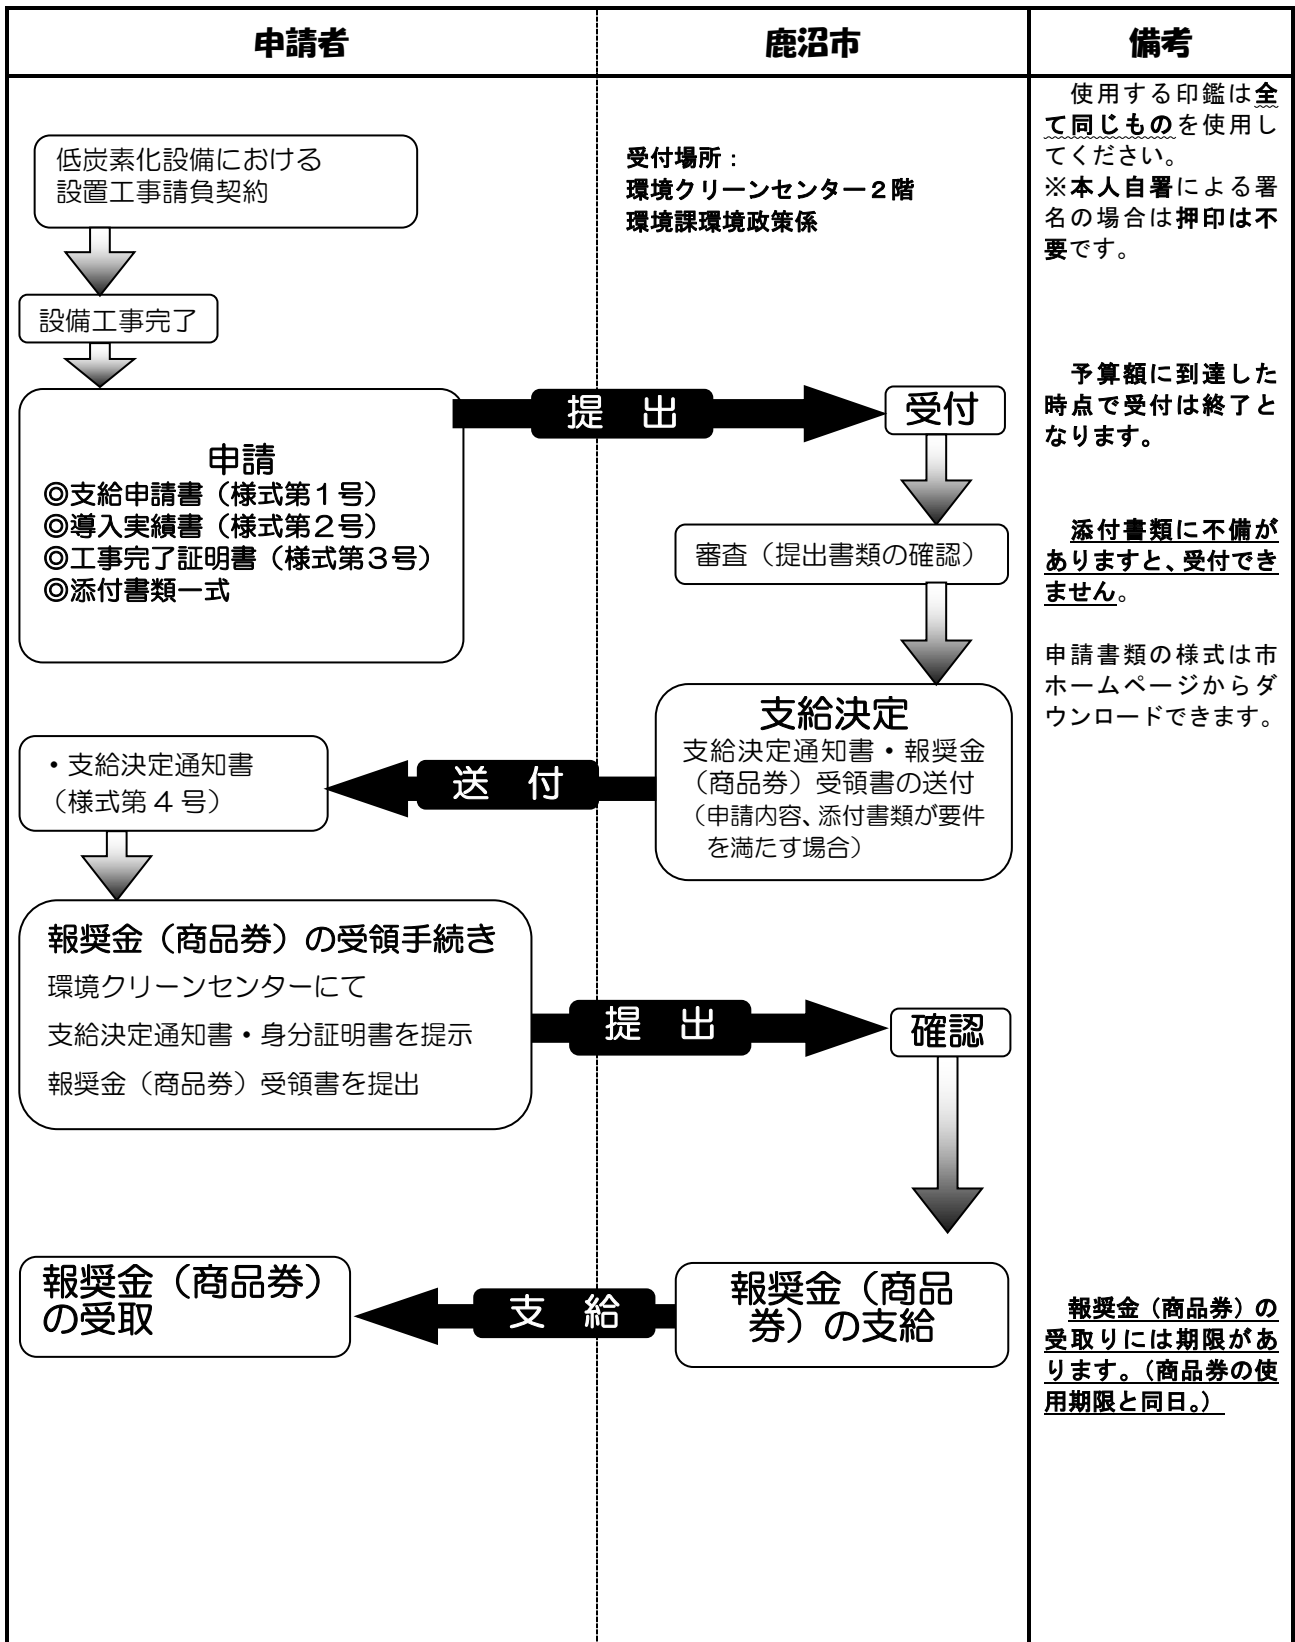 申請者
鹿沼市
備考
低炭素化設備における
設置工事請負契約
受付場所：
環境クリーンセンター２階
環境課環境政策係
使用する印鑑は全
て同じものを使用し
てください。
※本人自署による署
名の場合は押印は不
要です。
設備工事完了
提　出
受付
予算額に到達した
時点で受付は終了と
なります。
申請
◎支給申請書（様式第１号）
◎導入実績書（様式第２号）
◎工事完了証明書（様式第３号）
◎添付書類一式
審査（提出書類の確認）
添付書類に不備が
ありますと、受付でき
ません。
申請書類の様式は市
ホームページからダ
ウンロードできます。
支給決定
支給決定通知書・報奨金
（商品券）受領書の送付
（申請内容、添付書類が要件
を満たす場合）
送　付
・支給決定通知書
（様式第４号）
報奨金（商品券）の受領手続き
環境クリーンセンターにて
支給決定通知書・身分証明書を提示
報奨金（商品券）受領書を提出
提　出
確認
報奨金（商品
券）の支給
支　給
報奨金（商品券）
の受取
報奨金（商品券）の
受取りには期限があ
ります。（商品券の使
用期限と同日。）